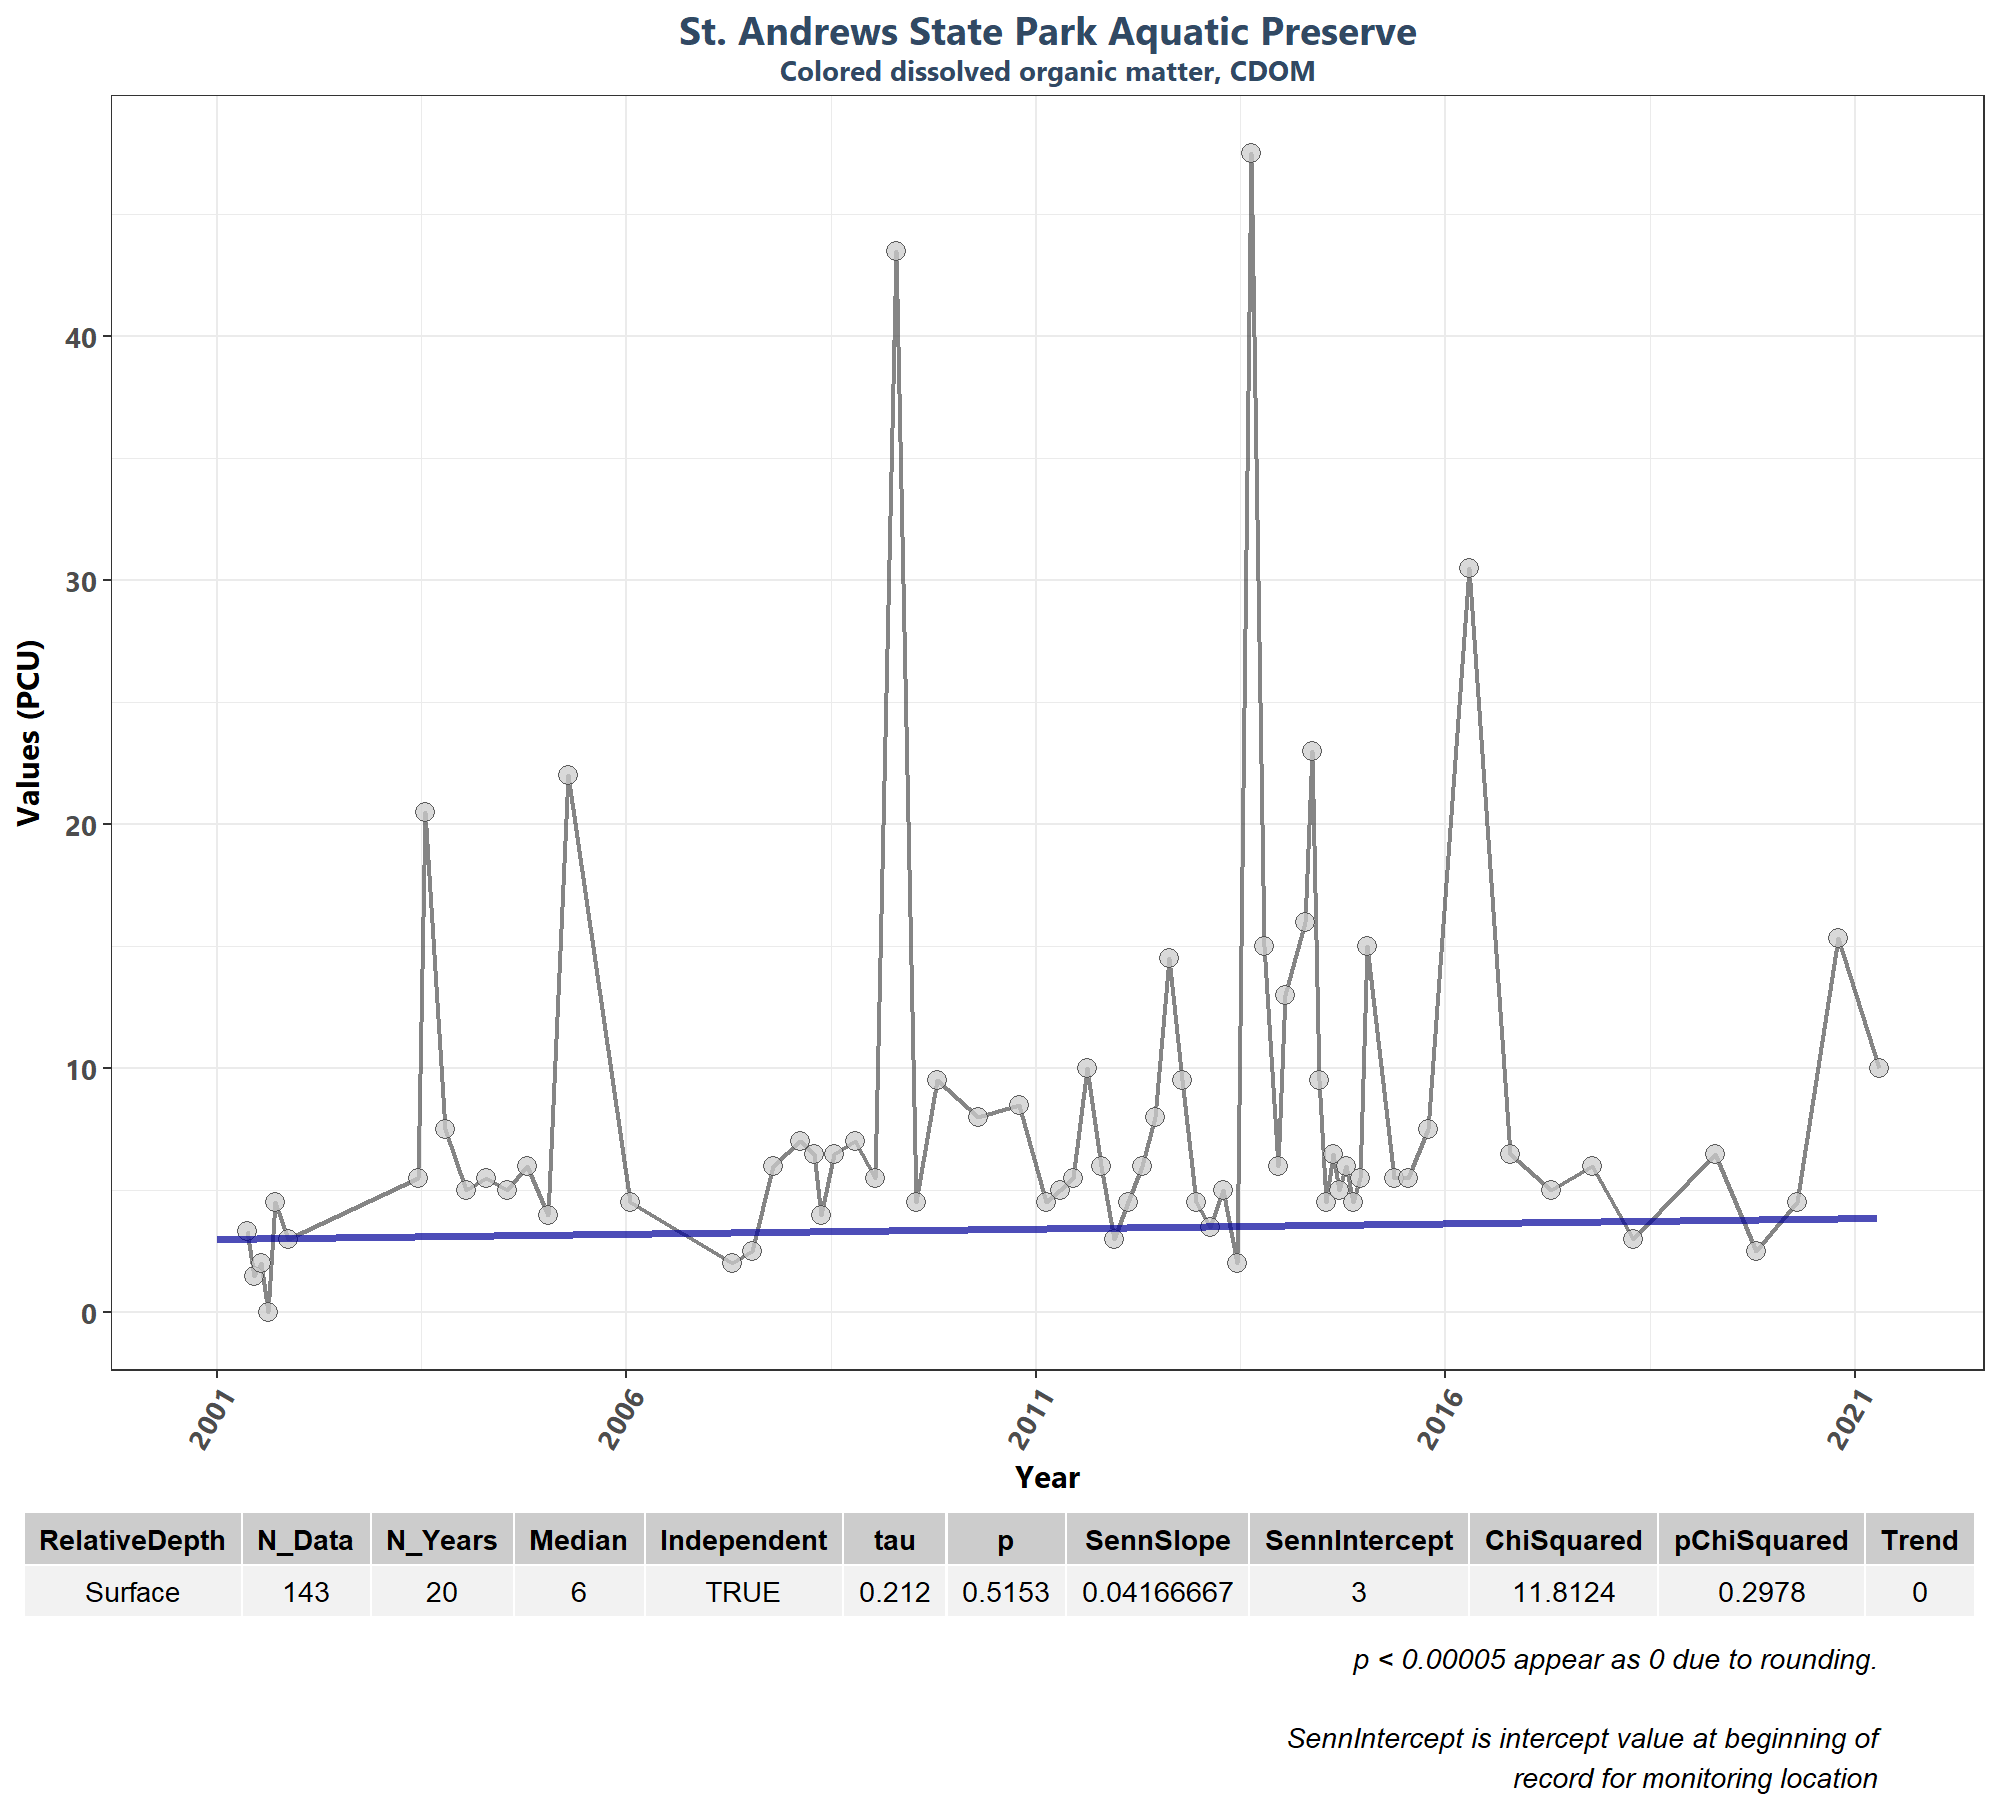 St. Andrews State Park Aquatic Preserve
Colored dissolved organic matter, CDOM
Values (PCU)
40
30
20
10
0
2001
2006
2011
2016
2021
Year
RelativeDepth N_Data N_Years Median Independent tau p SennSlope SennIntercept ChiSquared pChiSquared Trend
Surface 143 20 6 TRUE 0.212 0.5153 0.04166667 3 11.8124 0.2978 0
p < 0.00005 appear as 0 due to rounding.
SennIntercept is intercept value at beginning of
record for monitoring location